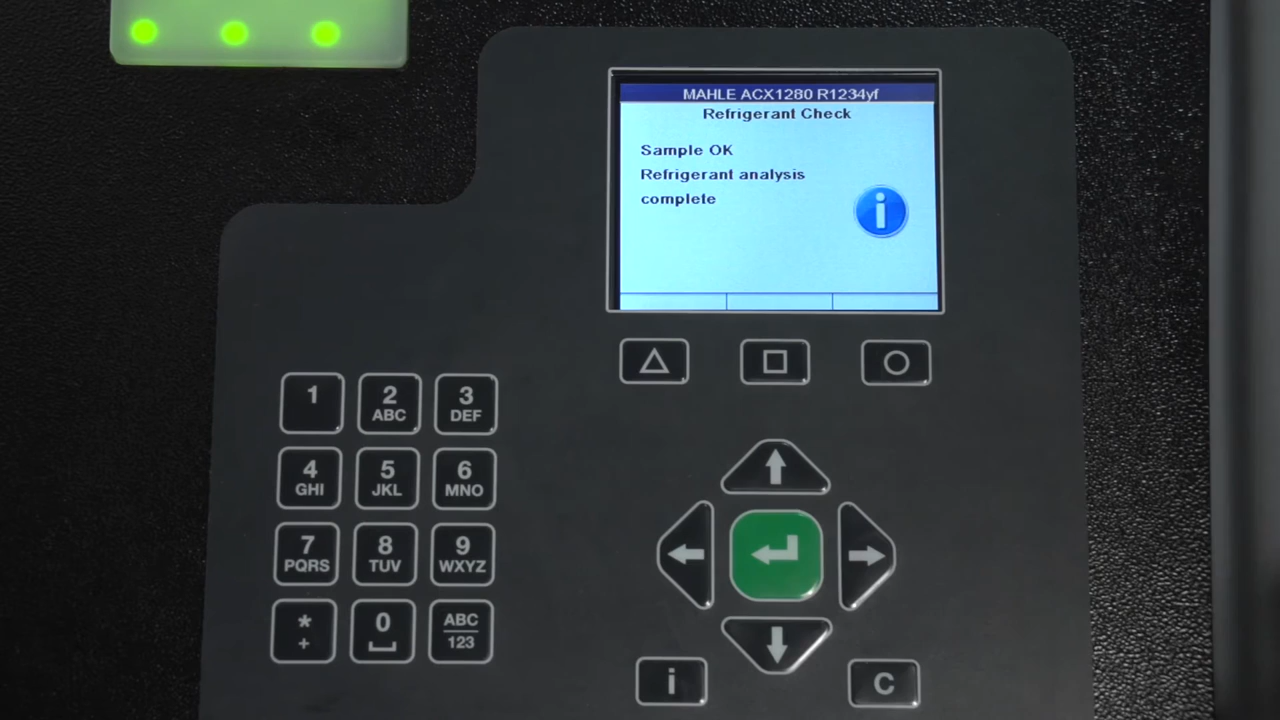 MAHLE ACX1280 R1234yf
Refrigerant Check
Sample OK
Refrigerant analysis
complete
i
1
2
ABC
3
DEF
4
GHI
5
JKL
6
MNO
7
PQRS
8
TUV
9
WXYZ
*
+
0
ABC
123
i
C